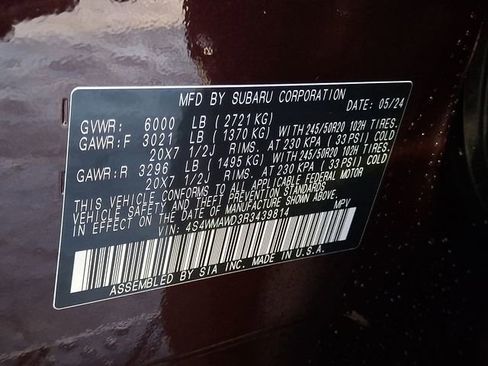 MFD BY SUBARU CORPORATION
DATE: 05/24
GVWR: 6000 LB (2721 KG)
GAWR:F 3021 LB (1370 KG) WITH 245/50R20 102H TIRES,
20X7 1/2J RIMS, AT 230 KPA (33 PSI) COLD
GAWR:R 3296 LB (1495 KG) WITH 245/50R20 102H TIRES,
20X7 1/2J RIMS, AT 230 KPA (33 PSI) COLD
THIS VEHICLE CONFORMS TO ALL APPLICABLE FEDERAL MOTOR
VEHICLE SAFETY & THEFT PREVENTION STANDARDS
IN EFFECT ON THE DATE OF MANUFACTURE SHOWN ABOVE.
VIN: 4S4WMAWD3R3439814 MPV
ASSEMBLED BY SIA INC. MADE IN U.S.A.